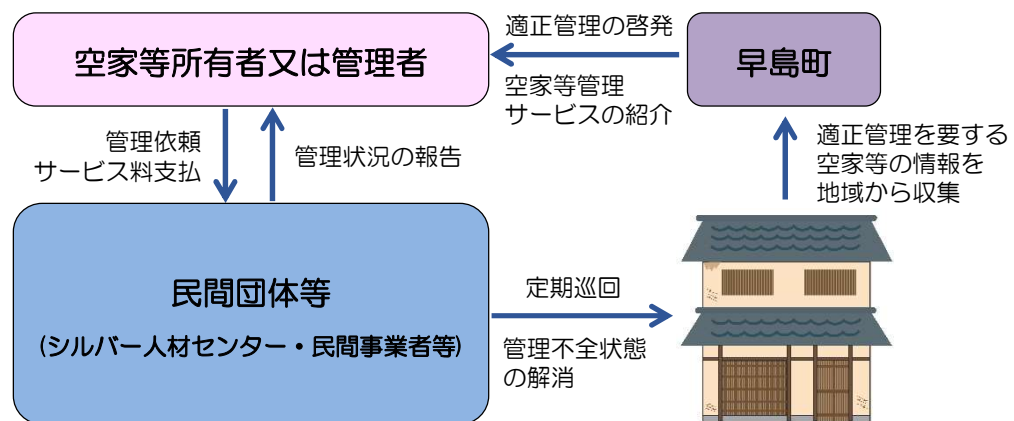 空家等所有者又は管理者
適正管理の啓発
空家等管理
サービスの紹介
早島町
管理依頼
サービス料支払
管理状況の報告
適正管理を要する
空家等の情報を
地域から収集
民間団体等
(シルバー人材センター・民間事業者等)
定期巡回
管理不全状態
の解消